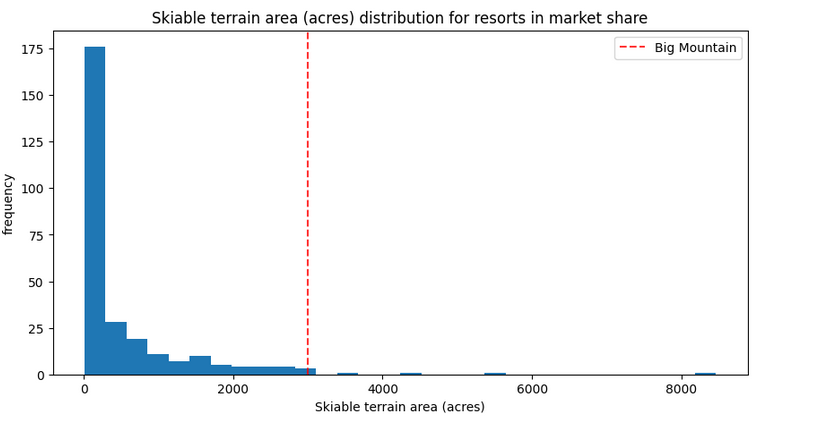 Skiable terrain area (acres) distribution for resorts in market share
Big Mountain
frequency
175
150
125
100
75
50
25
0
0 2000 4000 6000 8000
Skiable terrain area (acres)